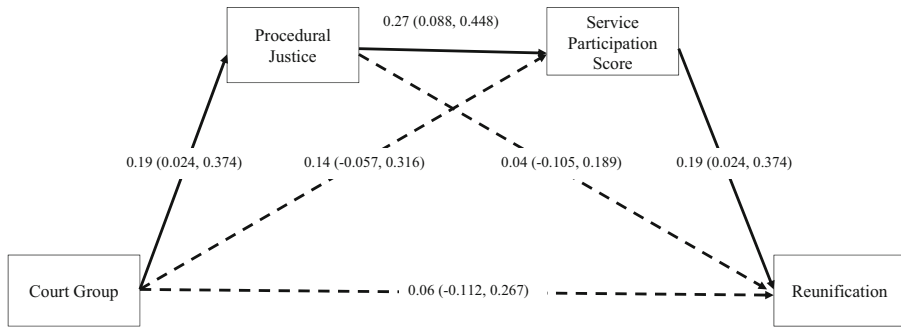 0.27 (0.088, 0.448)
Procedural
Justice
Service
Participation
Score
0.19 (0.024, 0.374)
0.14 (-0.057, 0.316)
0.04 (-0.105, 0.189)
0.19 (0.024, 0.374)
Court Group
0.06 (-0.112, 0.267)
Reunification